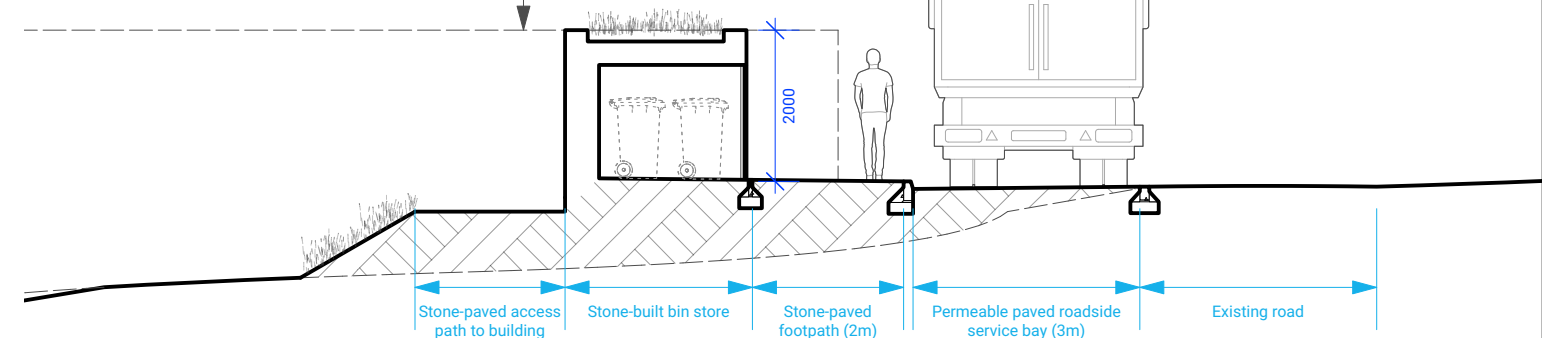 2000
Stone-paved access
path to building
Stone-built bin store
Stone-paved
footpath (2m)
Permeable paved roadside
service bay (3m)
Existing road